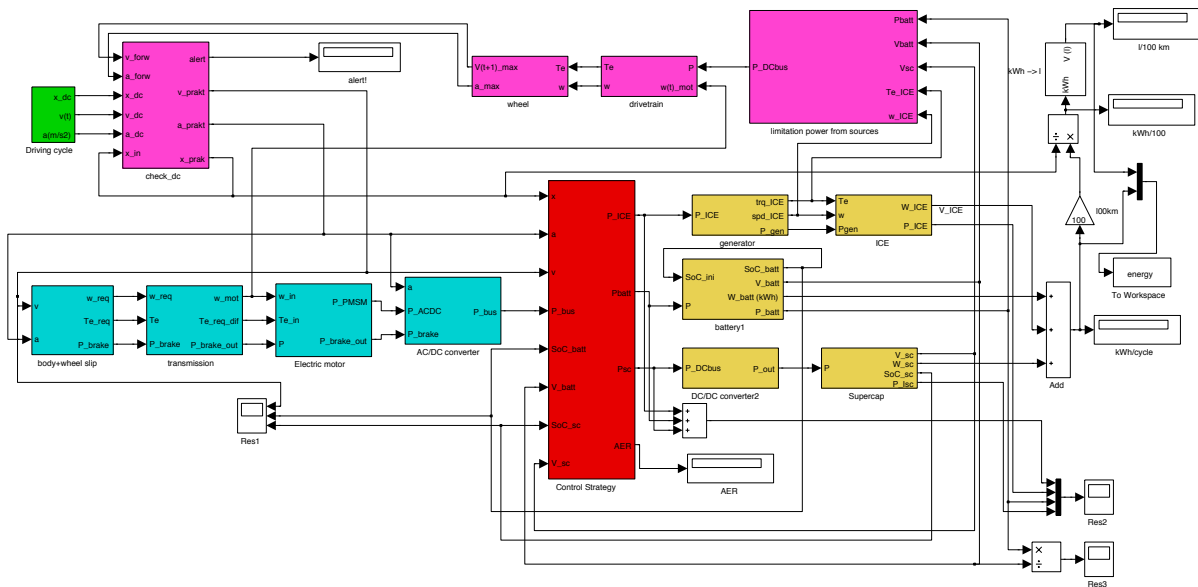 x_dc
v(t)
a(m/s2)
Driving cycle
v_forw
a_forw
x_dc
v_dc
a_dc
x_in
alert
v_prakt
a_prakt
x_prak
check_dc
alert!
V(t+1)_max
a_max
Te
w
wheel
Te
w
P
w(t)_mot
drivetrain
P_DCbus
Pbatt
Vbatt
Vsc
Te_ICE
w_ICE
limitation power from sources
l/100 km
kWh -> l
V (l)
kWh
kWh/100
÷
×
100
l00km
energy
To Workspace
kWh/cycle
+
+
+
Add
v
a
w_req
Te_req
P_brake
body+wheel slip
w_req
Te
P_brake
w_mot
Te_req_dif
P_brake_out
transmission
w_in
Te_in
P
P_PMSM
P_brake_out
Electric motor
a
P_ACDC
P_brake
P_bus
AC/DC converter
Res1
x
a
v
P_bus
SoC_batt
V_batt
SoC_sc
V_sc
P_ICE
Pbatt
Psc
AER
Control Strategy
P_ICE
trq_ICE
spd_ICE
P_gen
generator
Te
w
Pgen
W_ICE
P_ICE
ICE
V_ICE
SoC_ini
P
SoC_batt
V_batt
W_batt (kWh)
P_batt
battery1
P_DCbus
P_out
DC/DC converter2
P
V_sc
W_sc
SoC_sc
P_lsc
Supercap
+
+
+
AER
Res2
×
÷
Res3